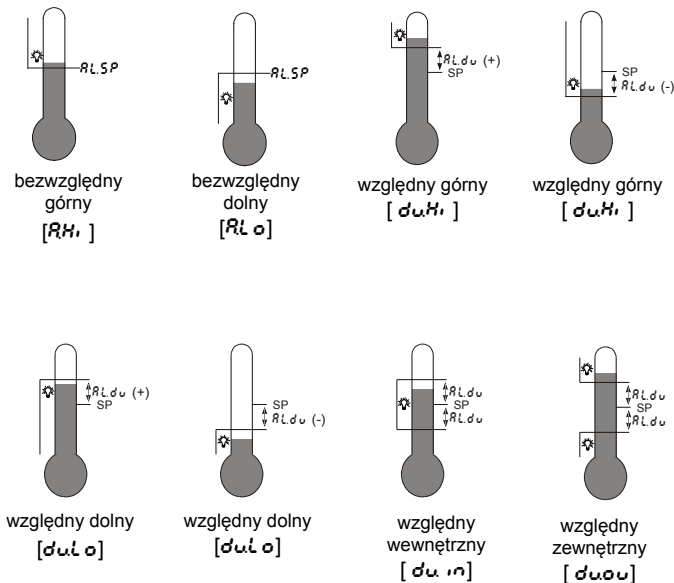 AL.SP
bezwzględny
górny
[A.Hi ]
AL.SP
bezwzględny
dolny
[A.Lo]
AL.du (+)
SP
względny górny
[ du.Hi ]
SP
AL.du (-)
względny górny
[ du.Hi ]
AL.du (+)
SP
względny dolny
[du.Lo]
SP
AL.du (-)
względny dolny
[du.Lo]
AL.du
SP
AL.du
względny
wewnętrzny
[ du. in]
AL.du
SP
AL.du
względny
zewnętrzny
[ du.ou]